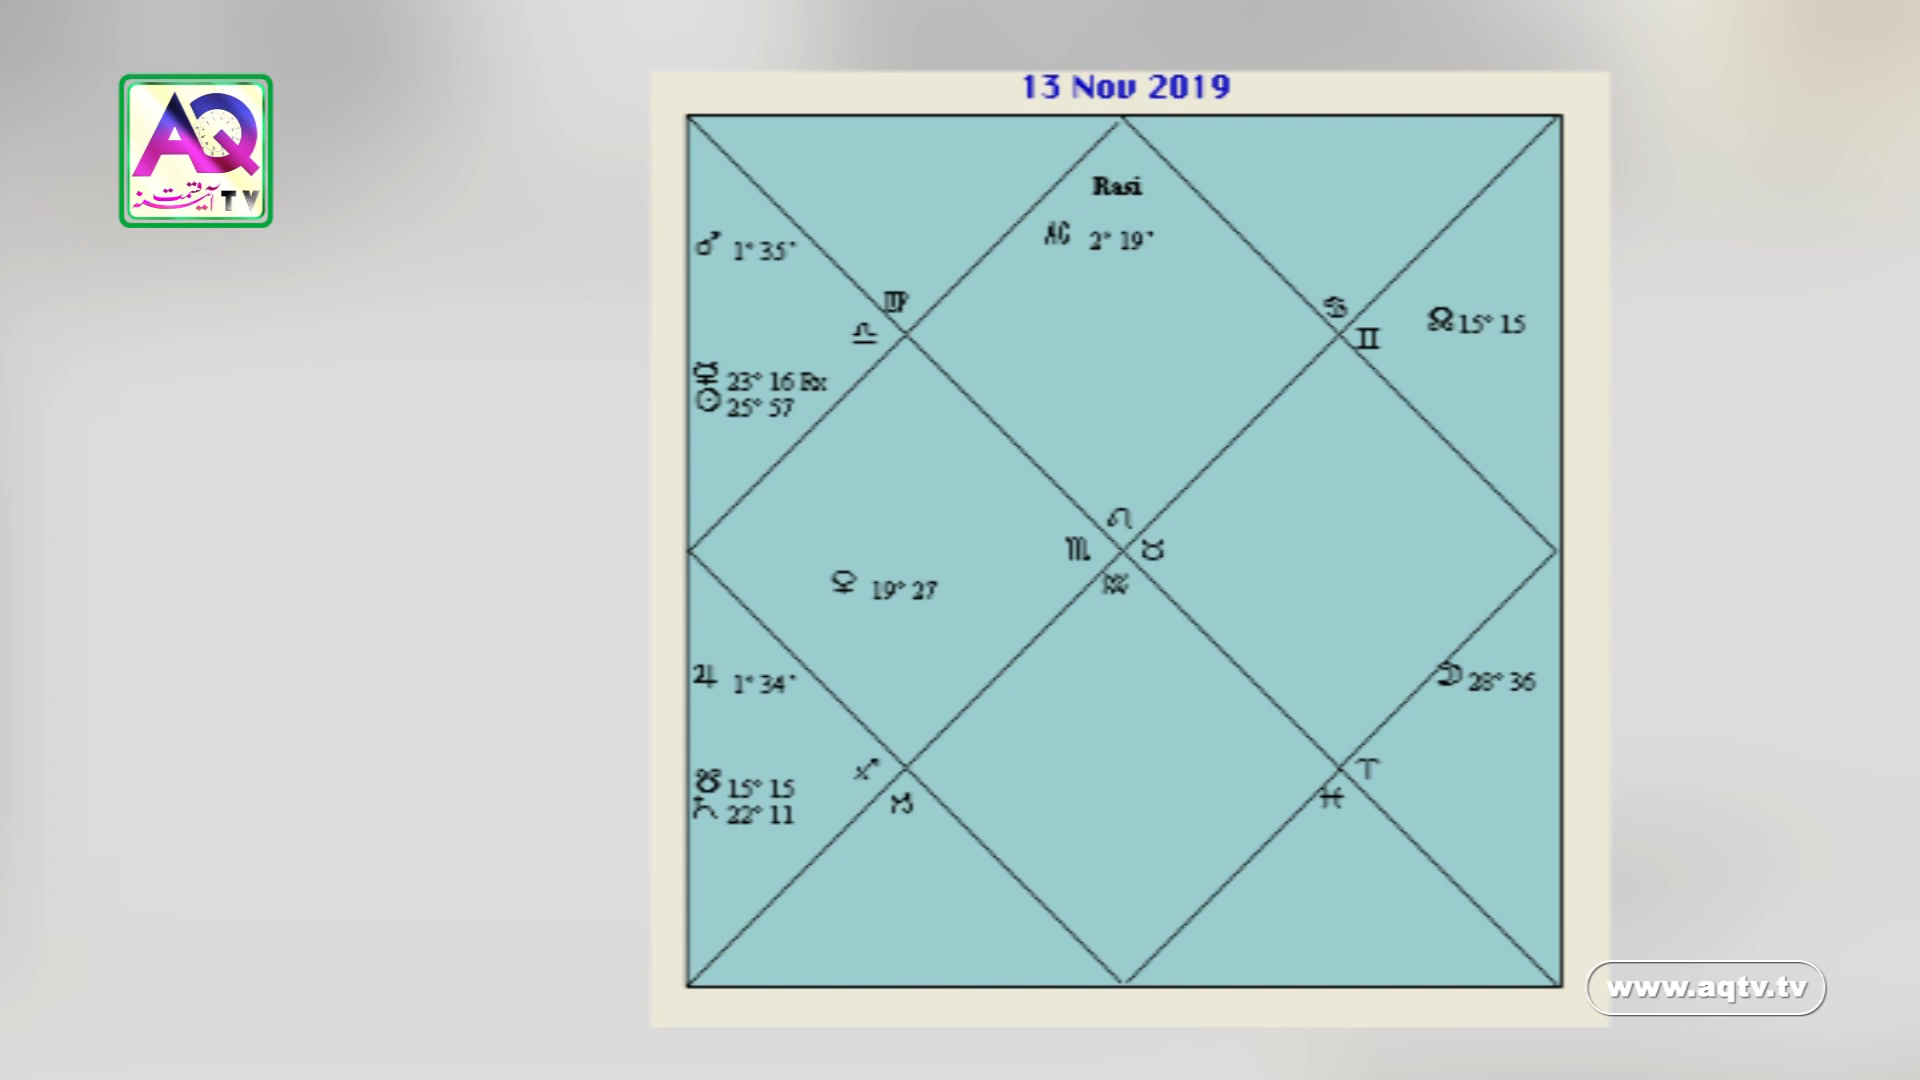 13 Nov 2019
AQ
آئینہ قسمت TV
Rasi
AC 2° 19'
♂ 1° 35'
♍
♎
♋
♊
☊ 15° 15
☿ 23° 16 Rx
☉ 25° 57
♌
♏ ♉
♒
♀ 19° 27
♃ 1° 34'
☽ 28° 36
♐
♑
♈
♓
☋ 15° 15
♄ 22° 11
www.aqtv.tv